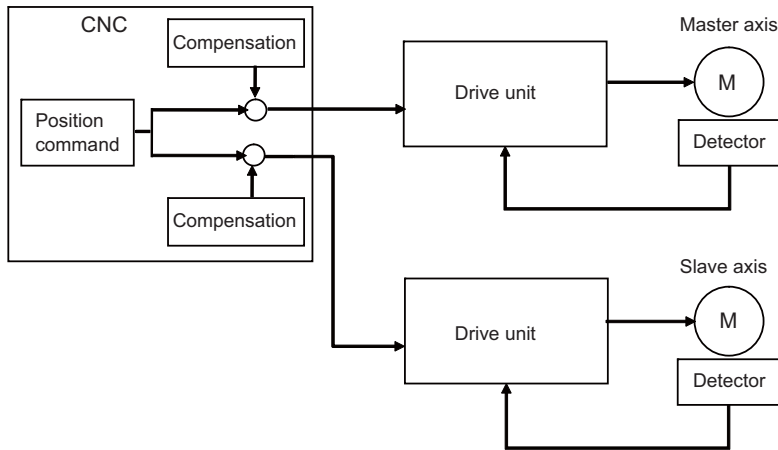 CNC
Compensation
Position
command
Compensation
Drive unit
Master axis
M
Detector
Drive unit
Slave axis
M
Detector